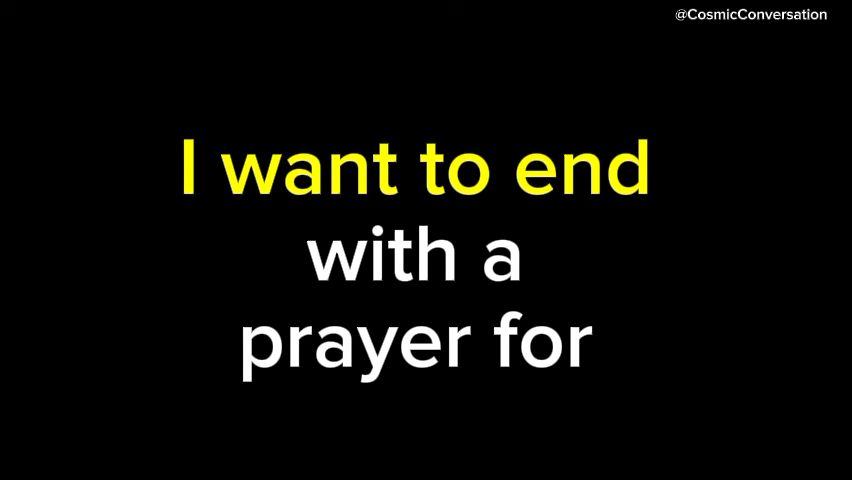 @CosmicConversation
I want to end
with a
prayer for